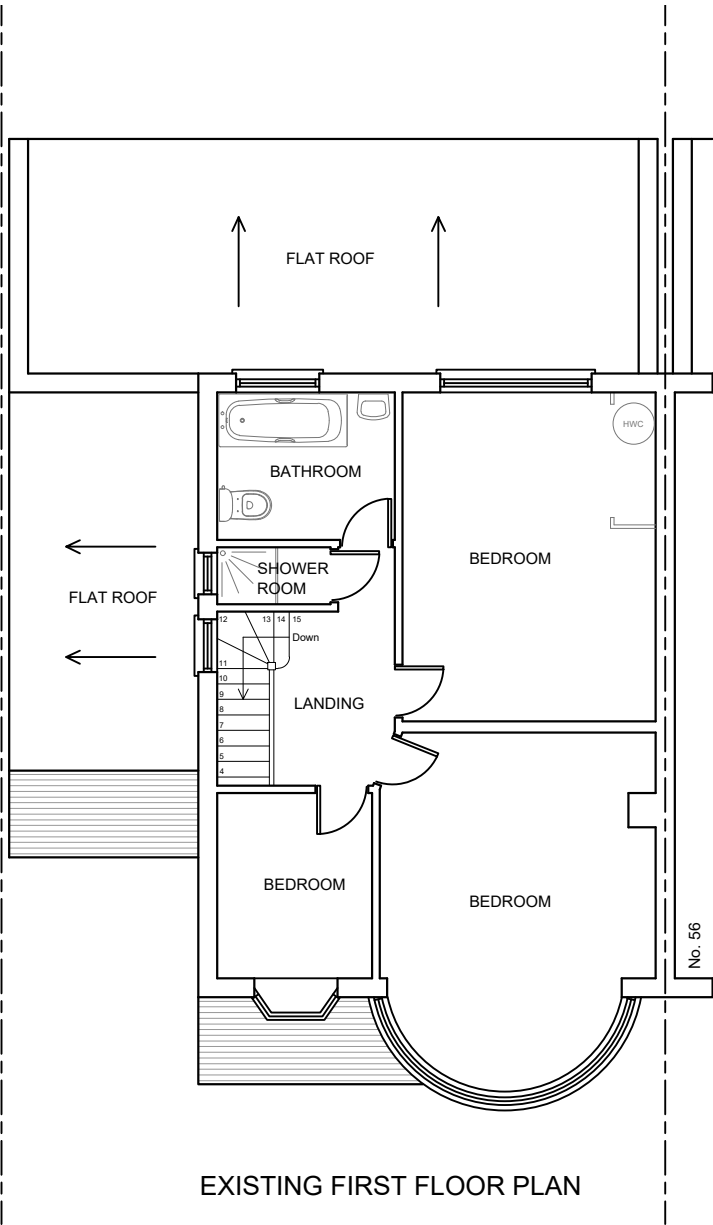 FLAT ROOF
HWC
BATHROOM
BEDROOM
SHOWER
ROOM
FLAT ROOF
12
13
14
15
Down
11
10
9
8
7
6
5
4
LANDING
BEDROOM
BEDROOM
No. 56
EXISTING FIRST FLOOR PLAN